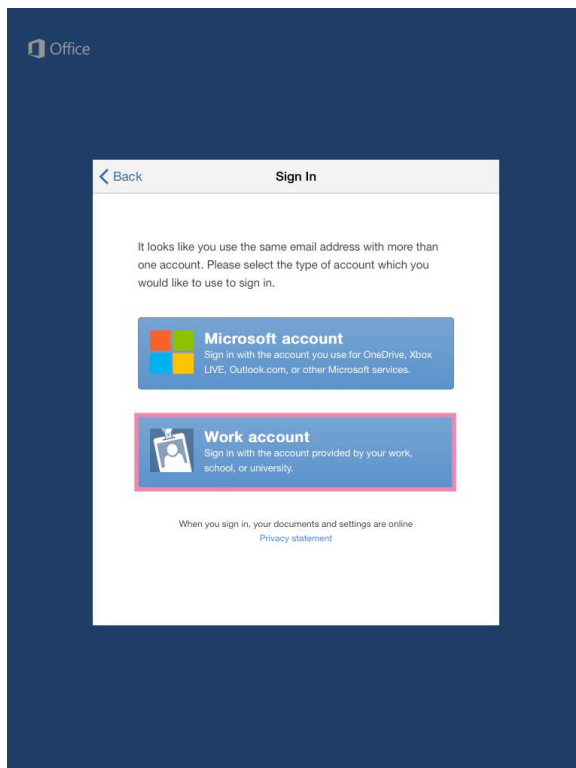 Office
Back
Sign In
It looks like you use the same email address with more than
one account. Please select the type of account which you
would like to use to sign in.
Microsoft account
Sign in with the account you use for OneDrive, Xbox
LIVE, Outlook.com, or other Microsoft services.
Work account
Sign in with the account provided by your work,
school, or university.
When you sign in, your documents and settings are online
Privacy statement